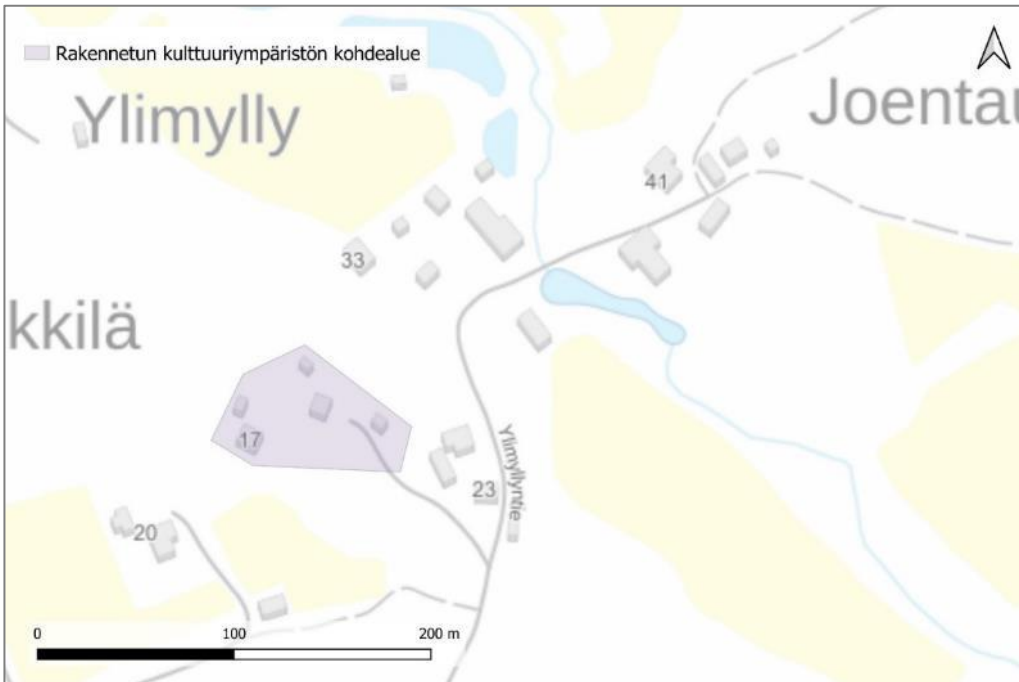 Rakennetun kulttuuriympäristön kohdealue
Ylimylly
Joentau
41
33
kkilä
17
23
Ylimyllyntie
20
0 100 200 m